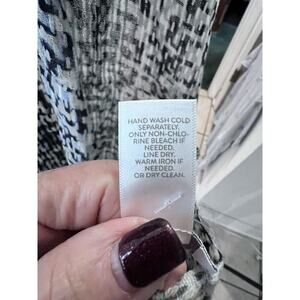 HAND WASH COLD
SEPARATELY.
ONLY NON-CHLO-
RINE BLEACH IF
NEEDED.
LINE DRY.
WARM IRON IF
NEEDED.
OR DRY CLEAN.